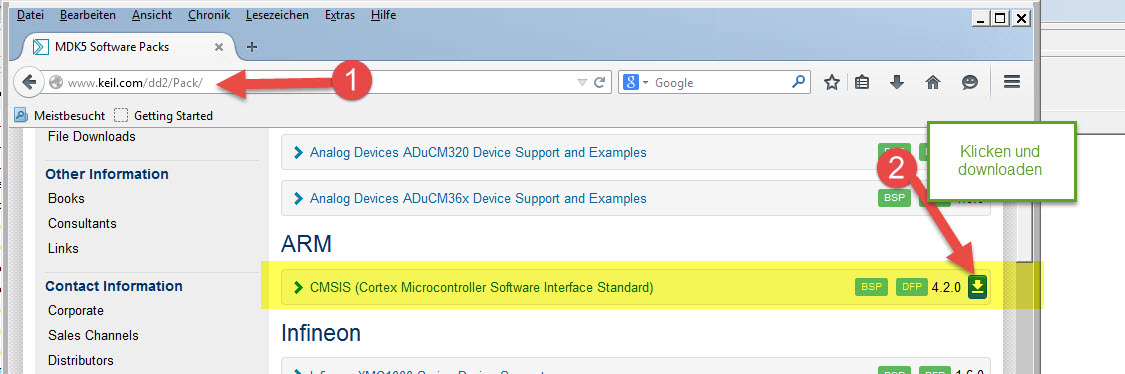 Datei Bearbeiten Ansicht Chronik Lesezeichen Extras Hilfe
MDK5 Software Packs
www.keil.com/dd2/Pack/
1
Google
Meistbesucht Getting Started
File Downloads
Other Information
Books
Consultants
Links
Contact Information
Corporate
Sales Channels
Distributors
Analog Devices ADuCM320 Device Support and Examples
Analog Devices ADuCM36x Device Support and Examples
BSP
2
Klicken und
downloaden
ARM
CMSIS (Cortex Microcontroller Software Interface Standard) BSP DFP 4.2.0
Infineon